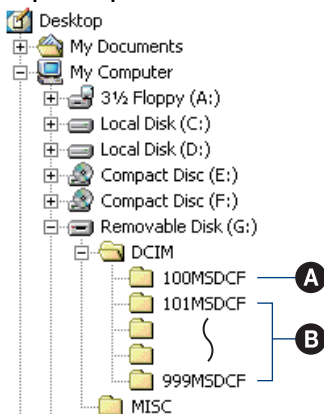 Desktop
My Documents
My Computer
3½ Floppy (A:)
Local Disk (C:)
Local Disk (D:)
Compact Disc (E:)
Compact Disc (F:)
Removable Disk (G:)
DCIM
100MSDCF A
101MSDCF
B
999MSDCF
MISC